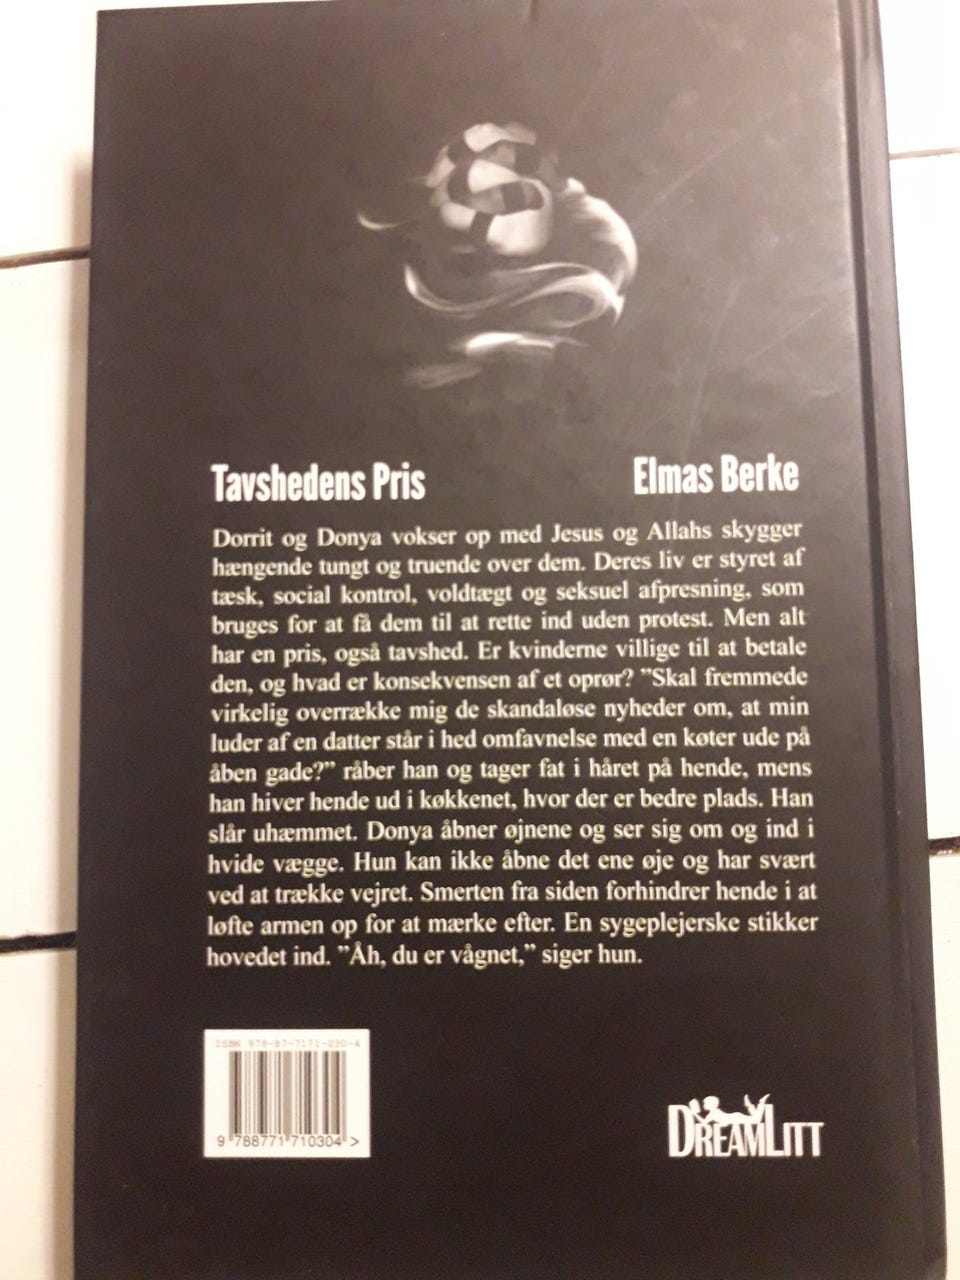 Tavshedens Pris
Elmas Berke
Dorrit og Donya vokser op med Jesus og Allahs skygger
hængende tungt og truende over dem. Deres liv er styret af
tæsk, social kontrol, voldtægt og seksuel afpresning, som
bruges for at få dem til at rette ind uden protest. Men alt
har en pris, også tavshed. Er kvinderne villige til at betale
den, og hvad er konsekvensen af et oprør? ”Skal fremmede
virkelig overrække mig de skandaløse nyheder om, at min
luder af en datter står i hed omfavnelse med en køter ude på
åben gade?” råber han og tager fat i håret på hende, mens
han hiver hende ud i køkkenet, hvor der er bedre plads. Han
slår uhæmmet. Donya åbner øjnene og ser sig om og ind i
hvide vægge. Hun kan ikke åbne det ene øje og har svært
ved at trække vejret. Smerten fra siden forhindrer hende i at
løfte armen op for at mærke efter. En sygeplejerske stikker
hovedet ind. ”Åh, du er vågnet,” siger hun.
ISBN 978-87-7171-030-4
9 788771 710304 >
DREAMLITT